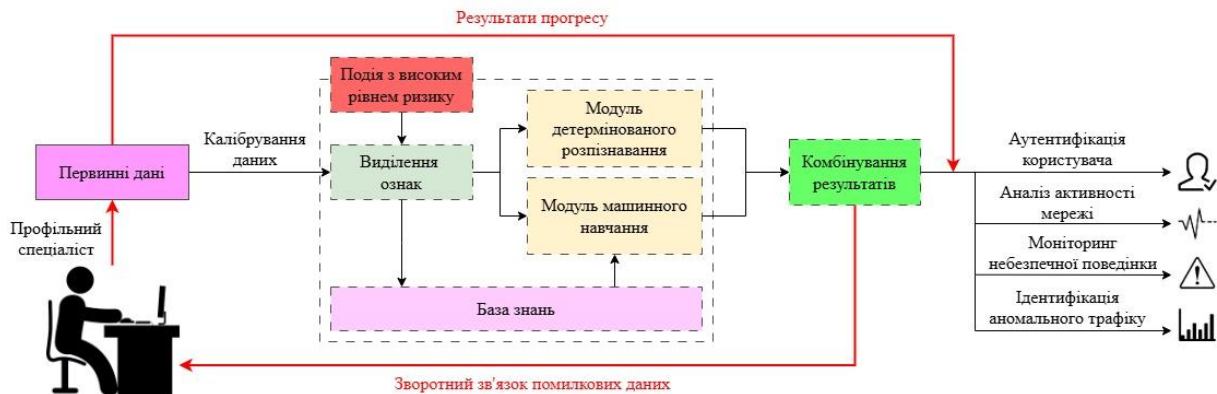 Результати прогресу
Подія з високим
рівнем ризику
Модуль
детермінованого
розпізнавання
Калібрування
даних
Первинні дані
Виділення
ознак
Комбінування
результатів
Аутентифікація
користувача
Модуль машинного
навчання
Аналіз активності
мережі
Профільний
спеціаліст
Моніторинг
небезпечної поведінки
База знань
Ідентифікація
аномального трафіку
Зворотний зв'язок помилкових даних